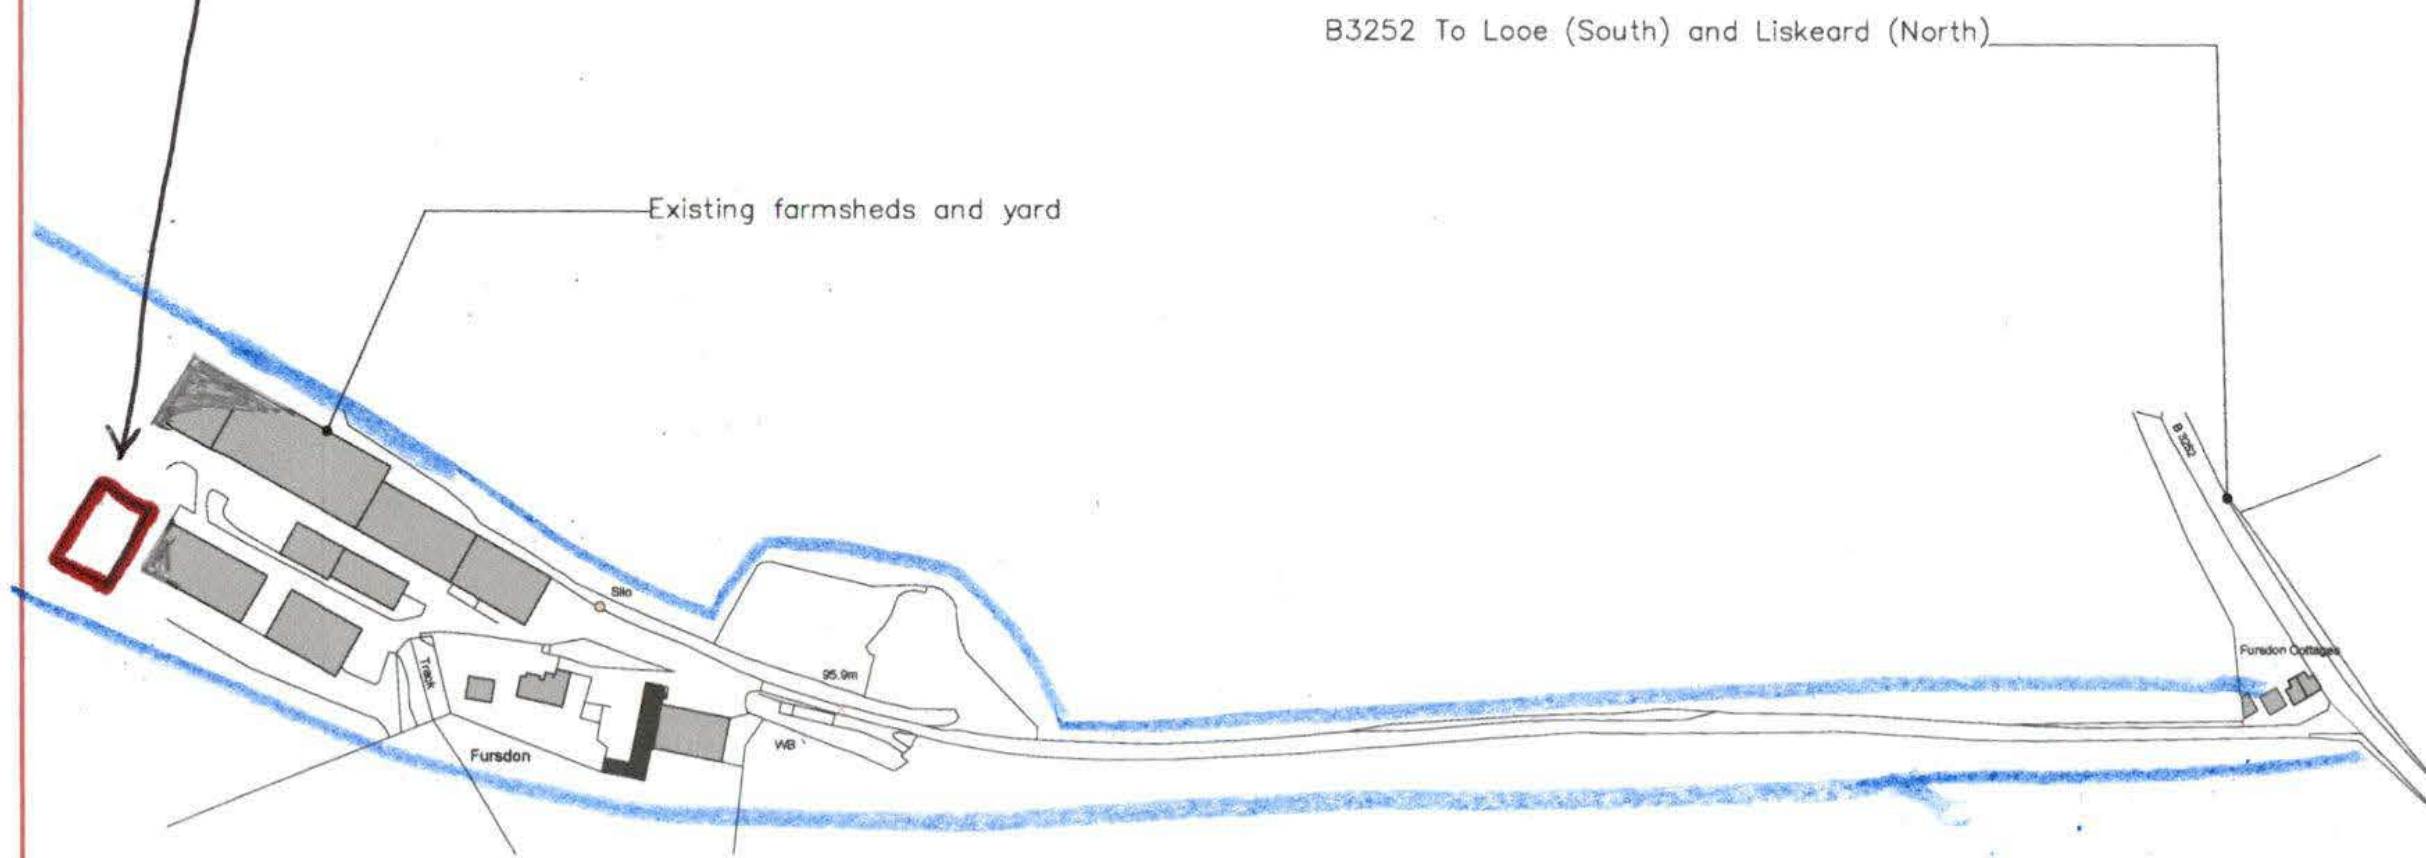 B3252 To Looe (South) and Liskeard (North)
Existing farmsheds and yard
B 3252
Silo
Fursdon Cottages
Track
95.9m
WB
Fursdon